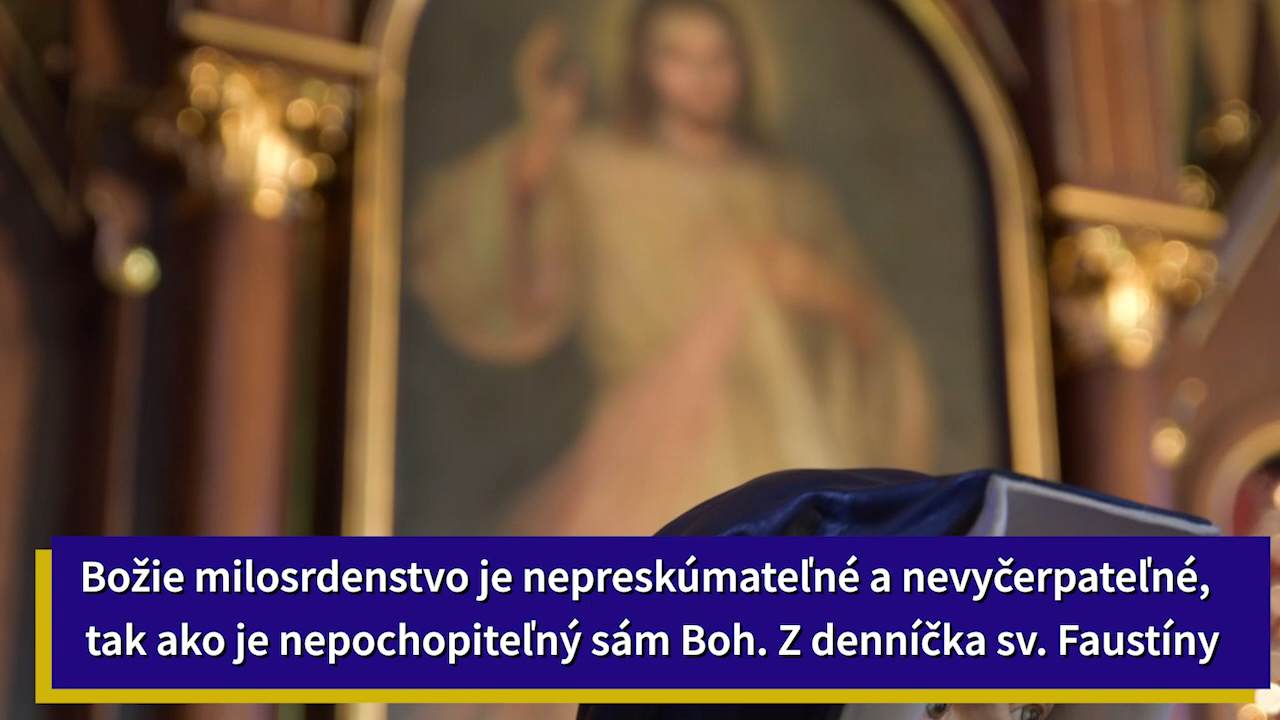 Božie milosrdenstvo je nepreskúmateľné a nevyčerpateľné,
tak ako je nepochopiteľný sám Boh. Z denníčka sv. Faustíny